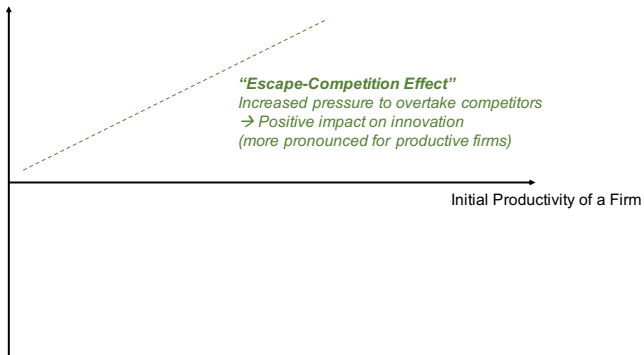 “Escape-Competition Effect”
Increased pressure to overtake competitors
→ Positive impact on innovation
(more pronounced for productive firms)
Initial Productivity of a Firm